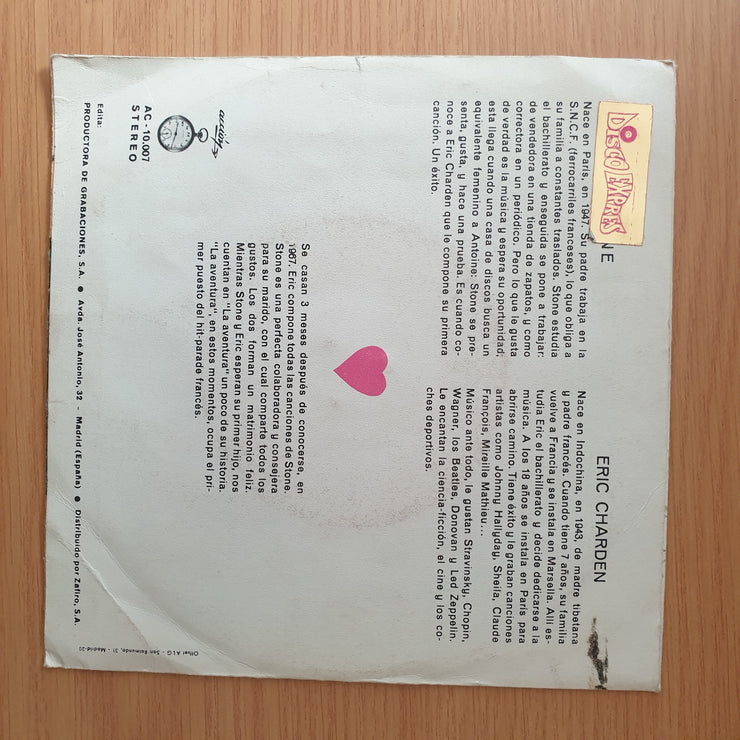 DISCO EXPRES
NE
Nace en París, en 1947. Su padre trabaja en la
S.N.C.F. (ferrocarriles franceses), lo que obliga a
su familia a constantes traslados. Stone estudia
el bachillerato y enseguida se pone a trabajar:
de vendedora en una tienda de zapatos, y como
correctora en un periódico. Pero lo que le gusta
de verdad es la música y espera su oportunidad;
esta llega cuando una casa de discos busca un
equivalente femenino a Antoine: Stone se pre-
senta, gusta, y hace una prueba. Es cuando co-
noce a Eric Charden que le compone su primera
canción. Un éxito.
ERIC CHARDEN
Nace en Indochina, en 1943, de madre tibetana
y padre francés. Cuando tiene 7 años, su familia
vuelve a Francia y se instala en Marsella. Allí es-
tudia Eric el bachillerato y decide dedicarse a la
música. A los 18 años se instala en París para
abrirse camino. Tiene éxito y le graban canciones
artistas como Johnny Hallyday, Sheila, Claude
François, Mireille Mathieu...
Músico ante todo, le gustan Stravinsky, Chopin,
Wagner, los Beatles, Donovan y Led Zeppelin.
Le encantan la ciencia-ficción, el cine y los co-
ches deportivos.
Se casan 3 meses después de conocerse, en
1967. Eric compone todas las canciones de Stone.
Stone es una perfecta colaboradora y consejera
para su marido, con el cual comparte todos los
gustos. Los dos forman un matrimonio feliz.
Mientras Stone y Eric esperan su primer hijo, nos
cuentan en "La aventura" un poco de su historia.
"La aventura", en estos momentos, ocupa el pri-
mer puesto del hit-parade francés.
acción
AC - 10.007
STEREO
Edita:
PRODUCTORA DE GRABACIONES, S.A. ● Avda. José Antonio, 32 - Madrid (España) ● Distribuido por Zafiro, S.A.
Offset ALG - San Raimundo, 31 - Madrid-20